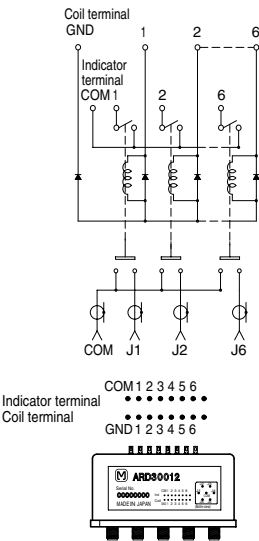 Coil terminal
GND 1 2 6
Indicator
terminal
COM 1 2 6
COM J1 J2 J6
COM 1 2 3 4 5 6
Indicator terminal
Coil terminal
GND 1 2 3 4 5 6
M ARD30012
Serial No.
00000000
MADE IN JAPAN